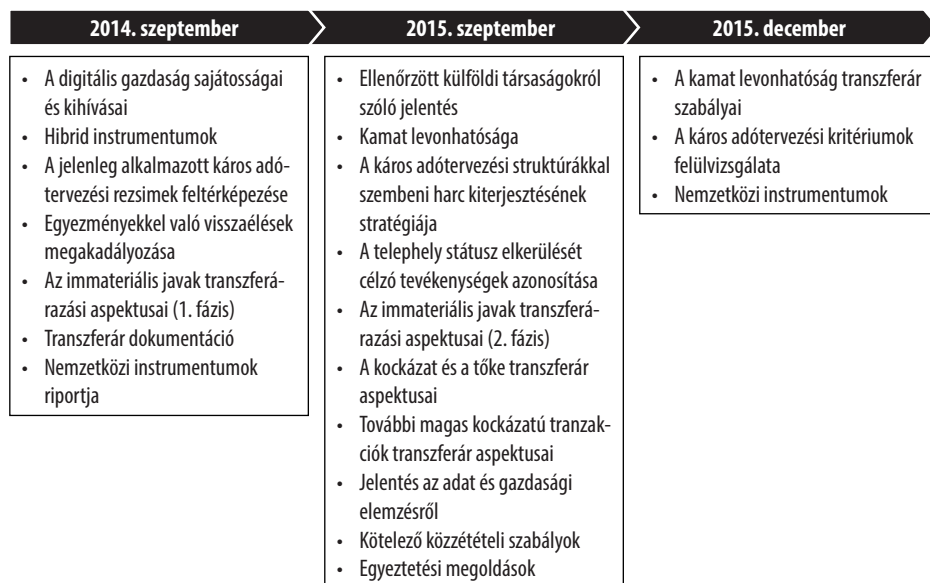 2014. szeptember
2015. szeptember
2015. december
• A digitális gazdaság sajátosságai
és kihívásai
• Hibrid instrumentumok
• A jelenleg alkalmazott káros adó-
tervezési rezsimek feltérképezése
• Egyezményekkel való visszaélések
megakadályozása
• Az immateriális javak transzferá-
razási aspektusai (1. fázis)
• Transzferár dokumentáció
• Nemzetközi instrumentumok
riportja
• Ellenőrzött külföldi társaságokról
szóló jelentés
• Kamat levonhatósága
• A káros adótervezési struktúrákkal
szembeni harc kiterjesztésének
stratégiája
• A telephely státusz elkerülését
célzó tevékenységek azonosítása
• Az immateriális javak transzferá-
razási aspektusai (2. fázis)
• A kockázat és a tőke transzferár
aspektusai
• További magas kockázatú tranzak-
ciók transzferár aspektusai
• Jelentés az adat és gazdasági
elemzésről
• Kötelező közzétételi szabályok
• Egyeztetési megoldások
• A kamat levonhatóság transzferár
szabályai
• A káros adótervezési kritériumok
felülvizsgálata
• Nemzetközi instrumentumok